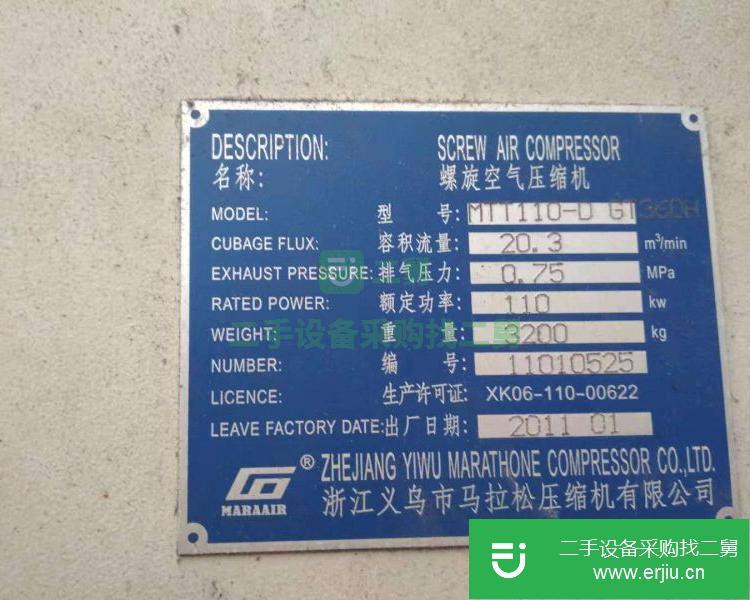 DESCRIPTION: SCREW AIR COMPRESSOR
名称: 螺旋空气压缩机
MODEL: 型 号: MTT110-D GT36DH
CUBAGE FLUX: 容积流量: 20.3 m³/min
EXHAUST PRESSURE: 排气压力: 0.75 MPa
RATED POWER: 额定功率: 110 kw
WEIGHT: 重 量: 3200 kg
NUMBER: 编 号: 11010525
LICENCE: 生产许可证: XK06-110-00622
LEAVE FACTORY DATE: 出厂日期: 2011 01
MARAAIR ® ZHEJIANG YIWU MARATHONE COMPRESSOR CO.,LTD.
浙江义乌市马拉松压缩机有限公司
二舅
二手设备采购找二舅
二手设备采购找二舅
www.erjiu.cn